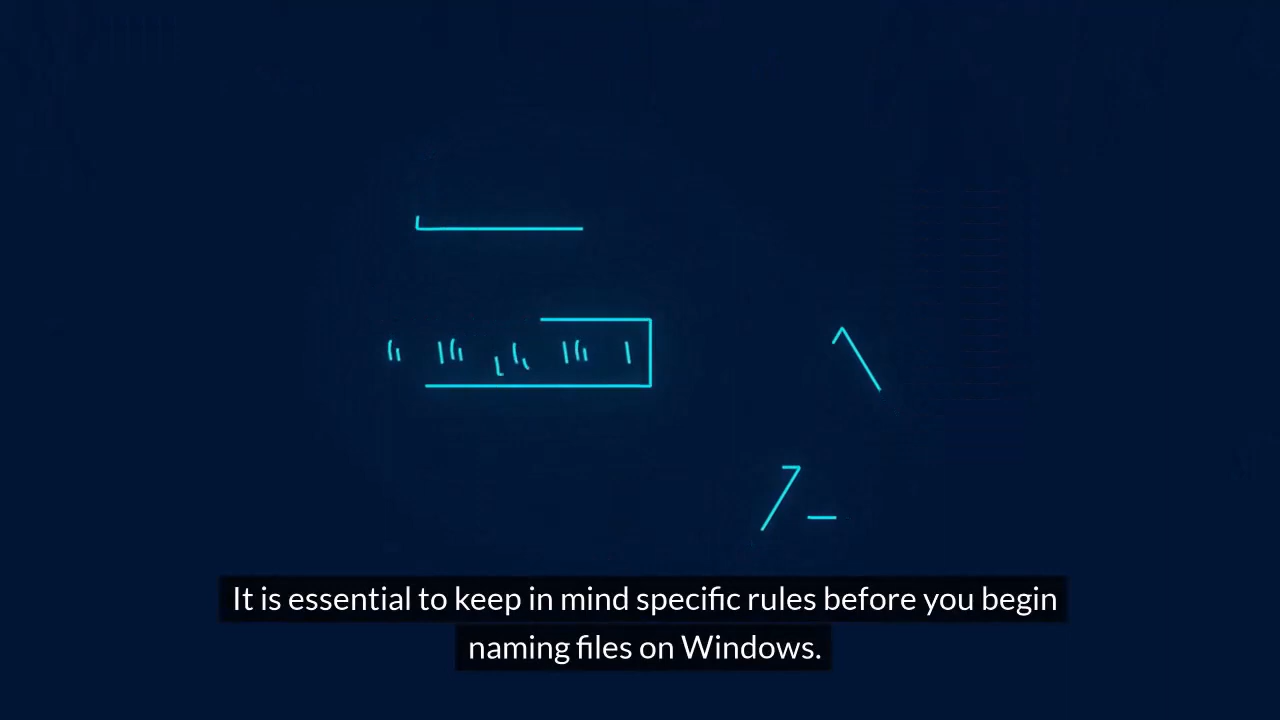 It is essential to keep in mind specific rules before you begin
naming files on Windows.